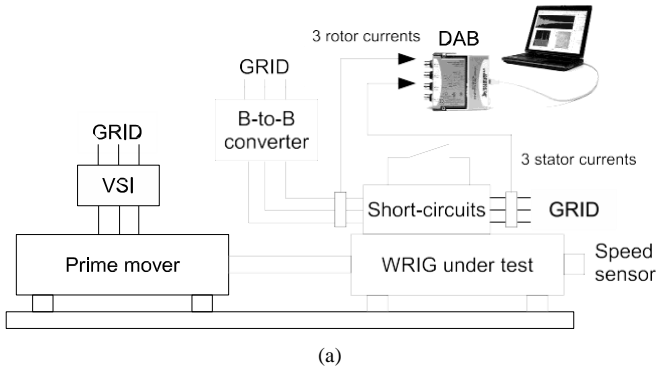 3 rotor currents
DAB
GRID
B-to-B
converter
GRID
VSI
3 stator currents
Short-circuits
GRID
Prime mover
WRIG under test
Speed
sensor
(a)